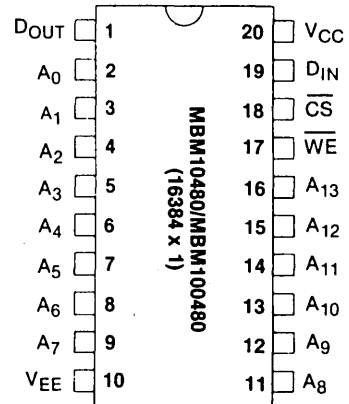 DOUT 1 20 VCC
A0 2 19 DIN
A1 3 18 C̅S̅
A2 4 17 W̅E̅
A3 5 16 A13
A4 6 15 A12
A5 7 14 A11
A6 8 13 A10
A7 9 12 A9
VEE 10 11 A8
MBM10480/MBM100480
(16384 x 1)